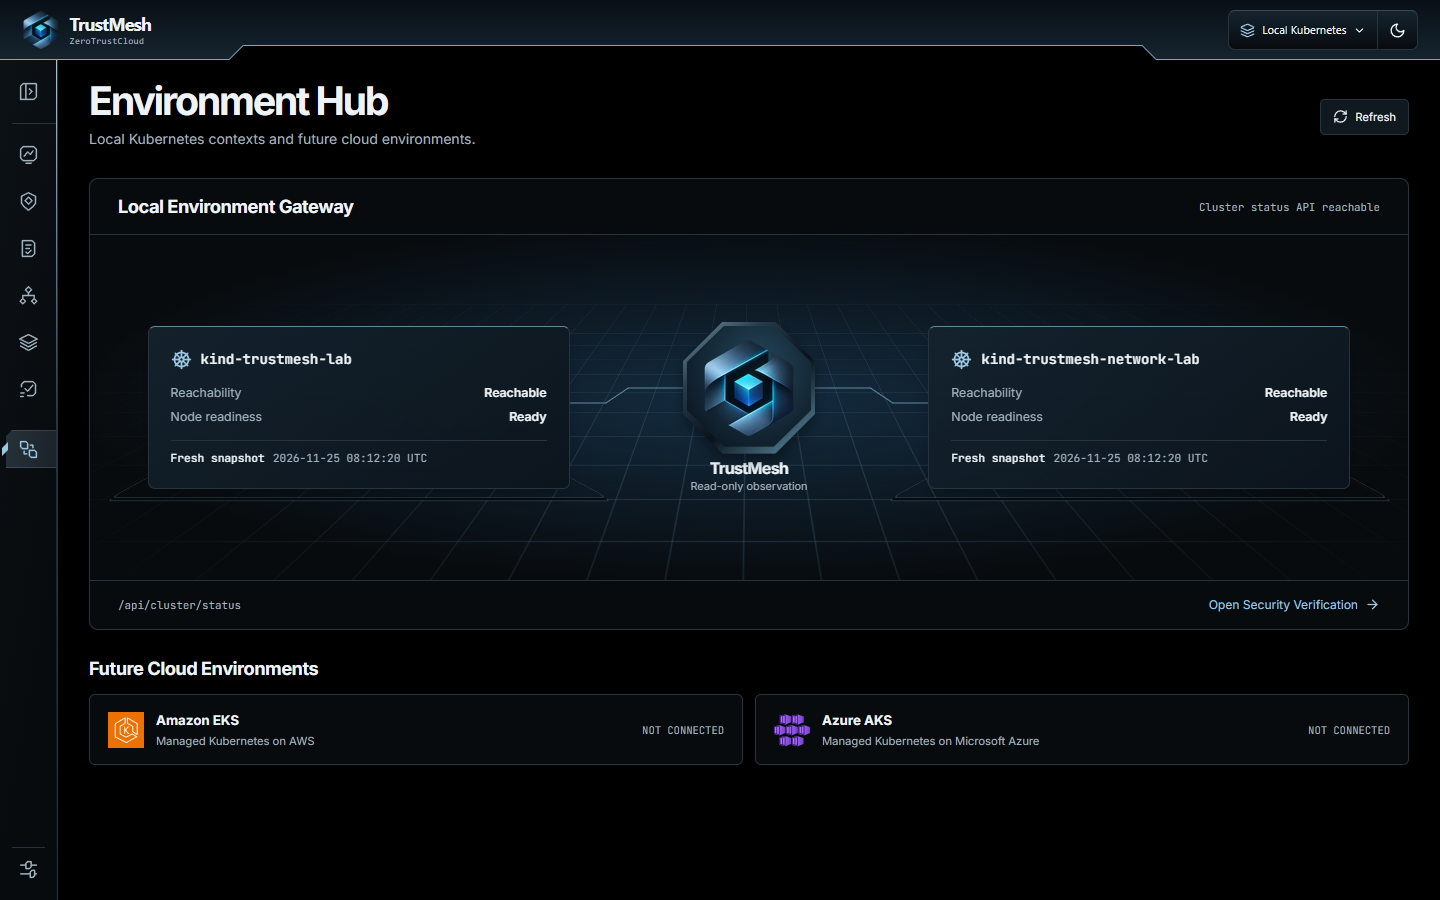 TrustMesh
ZeroTrustCloud
Local Kubernetes
Environment Hub
Local Kubernetes contexts and future cloud environments.
Refresh
Local Environment Gateway
Cluster status API reachable
kind-trustmesh-lab
Reachability Reachable
Node readiness Ready
Fresh snapshot 2026-11-25 08:12:20 UTC
TrustMesh
Read-only observation
kind-trustmesh-network-lab
Reachability Reachable
Node readiness Ready
Fresh snapshot 2026-11-25 08:12:20 UTC
/api/cluster/status
Open Security Verification
Future Cloud Environments
Amazon EKS
Managed Kubernetes on AWS
NOT CONNECTED
Azure AKS
Managed Kubernetes on Microsoft Azure
NOT CONNECTED